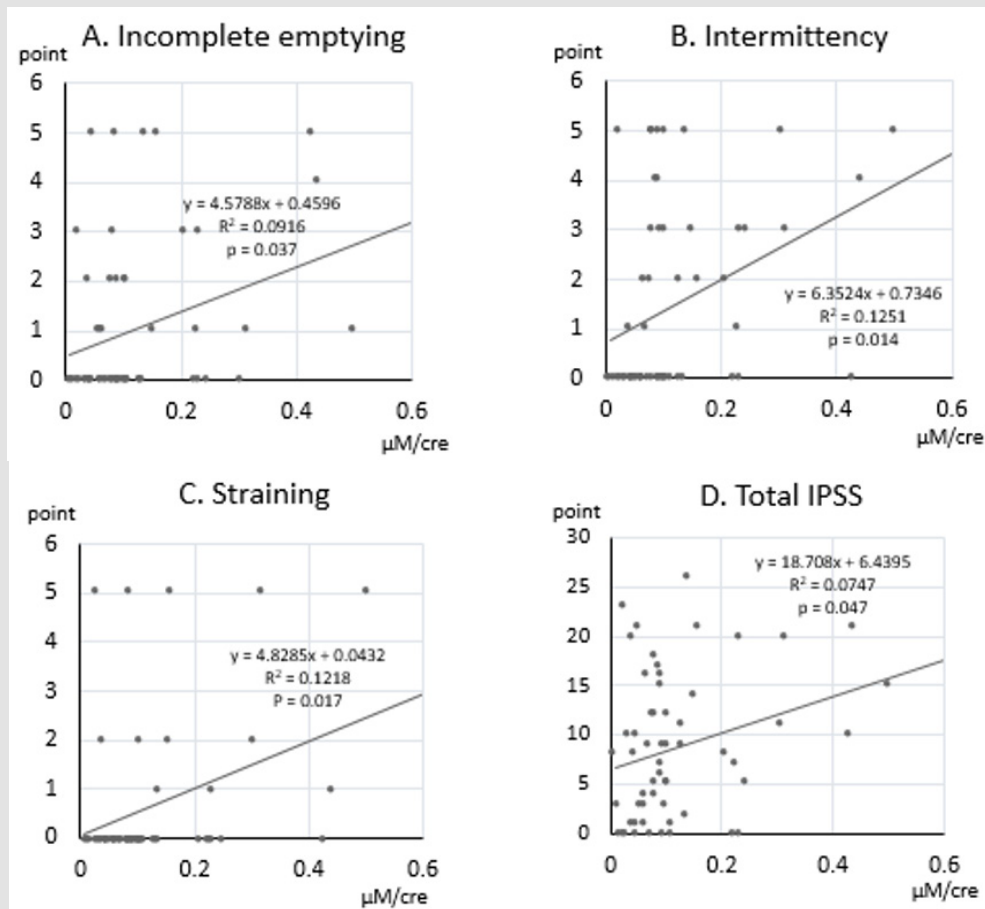 A. Incomplete emptying
point
6
5
4
3
2
1
0
y = 4.5788x + 0.4596
R² = 0.0916
p = 0.037
0 0.2 0.4 0.6
µM/cre
B. Intermittency
point
6
5
4
3
2
1
0
y = 6.3524x + 0.7346
R² = 0.1251
p = 0.014
0 0.2 0.4 0.6
µM/cre
C. Straining
point
6
5
4
3
2
1
0
y = 4.8285x + 0.0432
R² = 0.1218
P = 0.017
0 0.2 0.4 0.6
µM/cre
D. Total IPSS
point
30
25
20
15
10
5
0
y = 18.708x + 6.4395
R² = 0.0747
p = 0.047
0 0.2 0.4 0.6
µM/cre